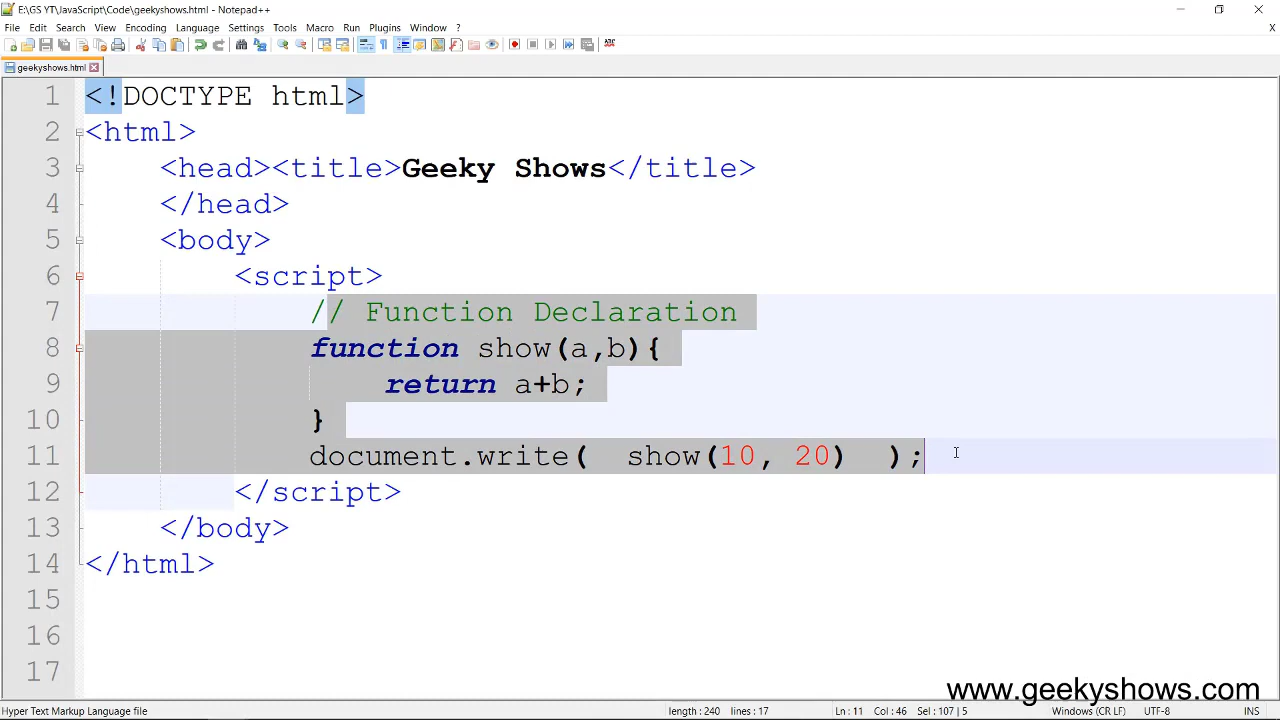 E:\GS YT\JavaScript\Code\geekyshows.html - Notepad++
File Edit Search View Encoding Language Settings Tools Macro Run Plugins Window ? X
geekyshows.html
1 <!DOCTYPE html>
2 <html>
3 <head><title>Geeky Shows</title>
4 </head>
5 <body>
6 <script>
7 // Function Declaration
8 function show(a,b){
9 return a+b;
10 }
11 document.write(  show(10, 20)  );
12 </script>
13 </body>
14 </html>
15
16
17
www.geekyshows.com
Hyper Text Markup Language file length : 240 lines : 17 Ln : 11 Col : 46 Sel : 107 | 5 Windows (CR LF) UTF-8 INS